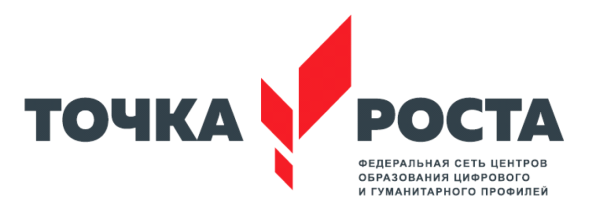 ТОЧКА РОСТА
ФЕДЕРАЛЬНАЯ СЕТЬ ЦЕНТРОВ
ОБРАЗОВАНИЯ ЦИФРОВОГО
И ГУМАНИТАРНОГО ПРОФИЛЕЙ